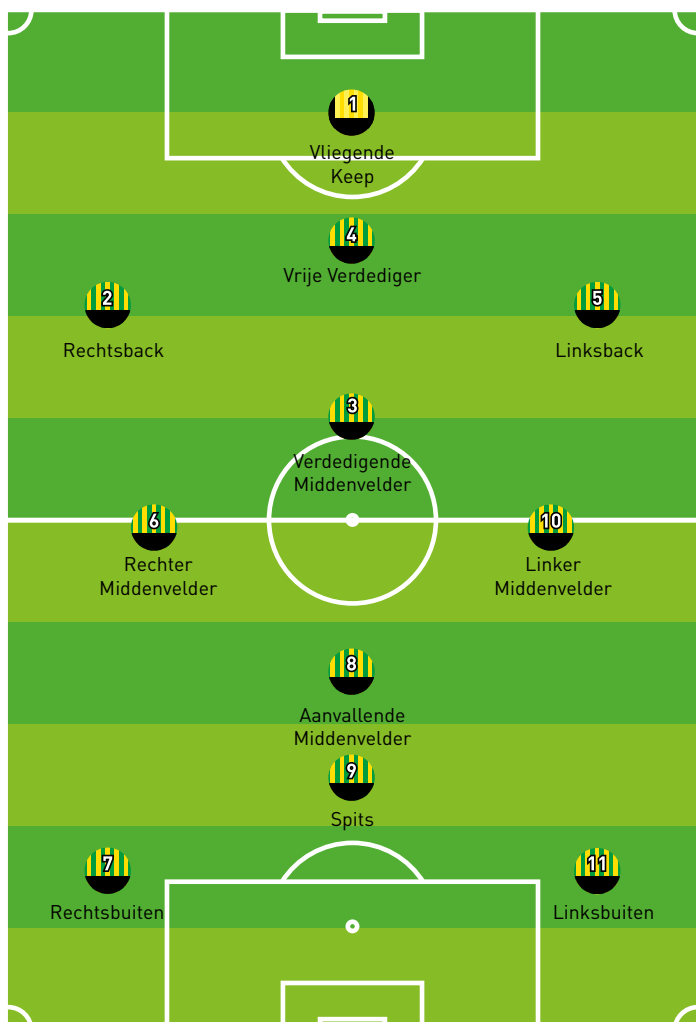 1
Vliegende
Keep
4
Vrije Verdediger
2
Rechtsback
5
Linksback
3
Verdedigende
Middenvelder
6
Rechter
Middenvelder
10
Linker
Middenvelder
8
Aanvallende
Middenvelder
9
Spits
7
Rechtsbuiten
11
Linksbuiten